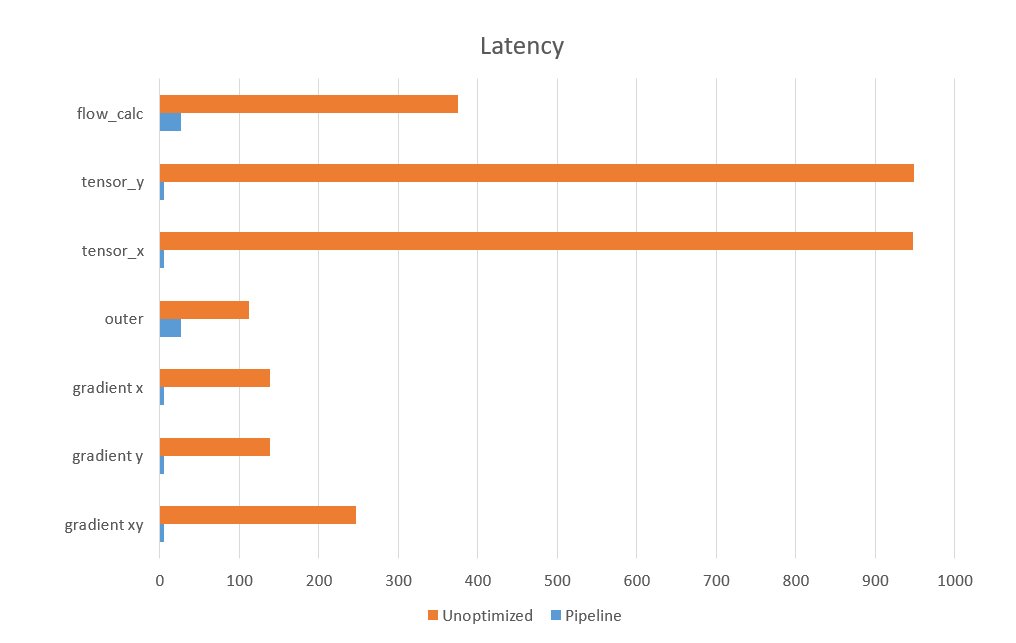 Latency
flow_calc
tensor_y
tensor_x
outer
gradient x
gradient y
gradient xy
0 100 200 300 400 500 600 700 800 900 1000
Unoptimized Pipeline